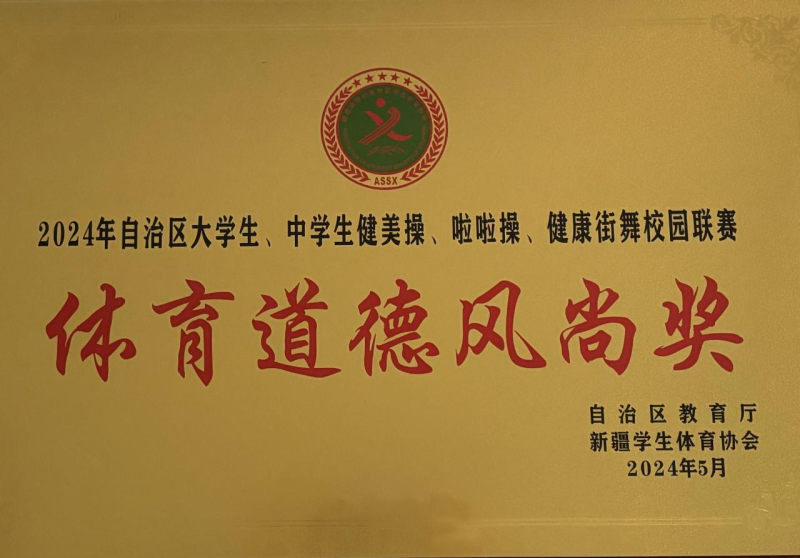 ASSX
2024年自治区大学生、中学生健美操、啦啦操、健康街舞校园联赛
体育道德风尚奖
自治区教育厅
新疆学生体育协会
2024年5月